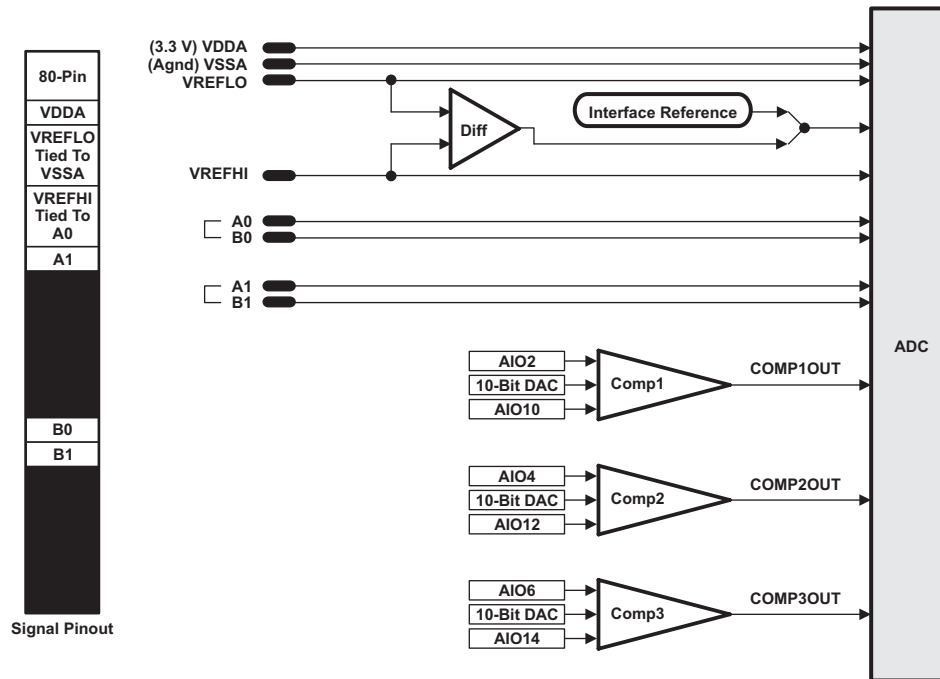 80-Pin
VDDA
VREFLO
Tied To
VSSA
VREFHI
Tied To
A0
A1
B0
B1
Signal Pinout
(3.3 V) VDDA
(Agnd) VSSA
VREFLO
Diff
Interface Reference
VREFHI
A0
B0
A1
B1
AIO2
10-Bit DAC
AIO10
Comp1
COMP1OUT
AIO4
10-Bit DAC
AIO12
Comp2
COMP2OUT
AIO6
10-Bit DAC
AIO14
Comp3
COMP3OUT
ADC